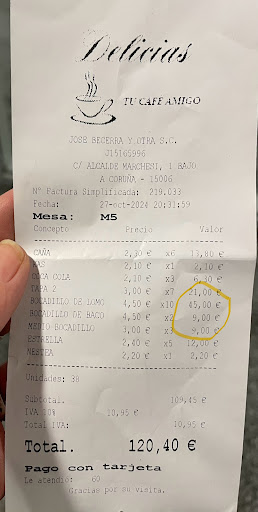 Delicias
TU CAFE AMIGO
JOSE BECERRA Y OTRA S.C.
J15165996
C/ ALCALDE MARCHESI, 1 BAJO
A CORUÑA - 15006
Nº Factura Simplificada: 219.033
Fecha: 27-oct-2024 20:31:59
Mesa: M5
Concepto Precio Valor
CAÑA 2,30 € x6 13,80 €
2,10 € x1 2,10 €
COCA COLA 2,10 € x3 6,30 €
TAPA 2 3,00 € x7 21,00 €
BOCADILLO DE LOMO 4,50 € x10 45,00 €
BOCADILLO DE BACO 4,50 € x2 9,00 €
MEDIO BOCADILLO 3,00 € x3 9,00 €
ESTRELLA 2,40 € x5 12,00 €
NESTEA 2,20 € x1 2,20 €
Unidades: 38
Subtotal. 109,45 €
IVA 10% 10,95 €
Total IVA: 10,95 €
Total. 120,40 €
Pago con tarjeta
Le atendió: 60
Gracias por su visita.